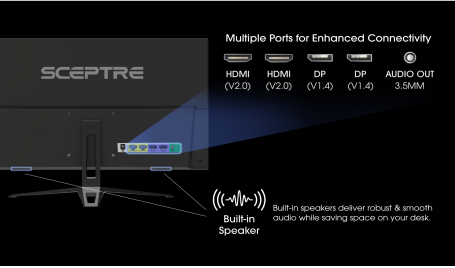 Multiple Ports for Enhanced Connectivity
HDMI HDMI DP DP AUDIO OUT
(V2.0) (V2.0) (V1.4) (V1.4) 3.5MM
SCEPTRE
Built-in
Speaker
Built-in speakers deliver robust & smooth
audio while saving space on your desk.